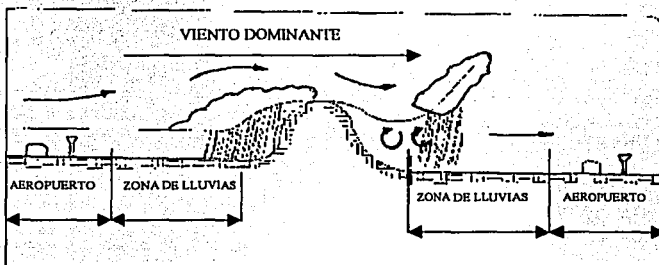 VIENTO DOMINANTE
AEROPUERTO
ZONA DE LLUVIAS
ZONA DE LLUVIAS
AEROPUERTO